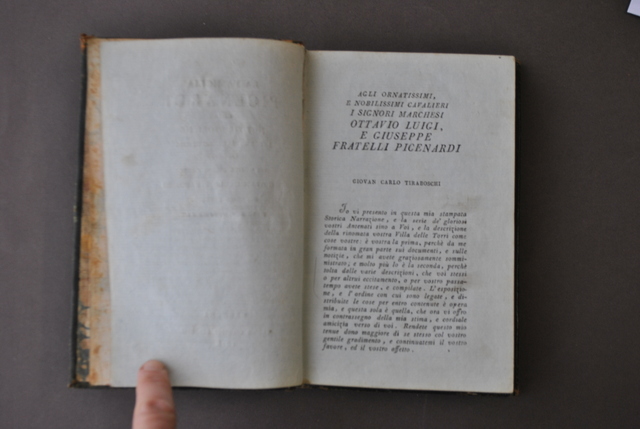 AGLI ORNATISSIMI,
E NOBILISSIMI CAVALIERI
I SIGNORI MARCHESI
OTTAVIO LUIGI,
E GIUSEPPE
FRATELLI PICENARDI
GIOVAN CARLO TIRABOSCHI
Io vi presento in questa mia stampata
Storica Narrazione, e la serie de' gloriosi
vostri Antenati sino a Voi, e la descrizione
della rinomata vostra Villa delle Torri come
cose vostre: è vostra la prima, perchè da me
formata in gran parte sui documenti, e sulle
notizie, che mi avete graziosamente commi-
nistrate; e molto più lo è la seconda, perchè
tolta dalle varie descrizioni, che voi stessi
o per altrui eccitamento, o per vostro passa-
tempo avete stese, e compilate. L'esposizio-
ne, e l'ordine con cui sono legate, e di-
stribuite le cose per entro contenute è opera
mia, e questa sola è quella, che ora vi offro
in contrassegno della mia stima, e cordiale
amicizia verso di voi. Rendete questo mio
tenue dono maggiore di se stesso col vostro
gentile gradimento, e continuatemi il vostro
favore, ed il vostro affetto.